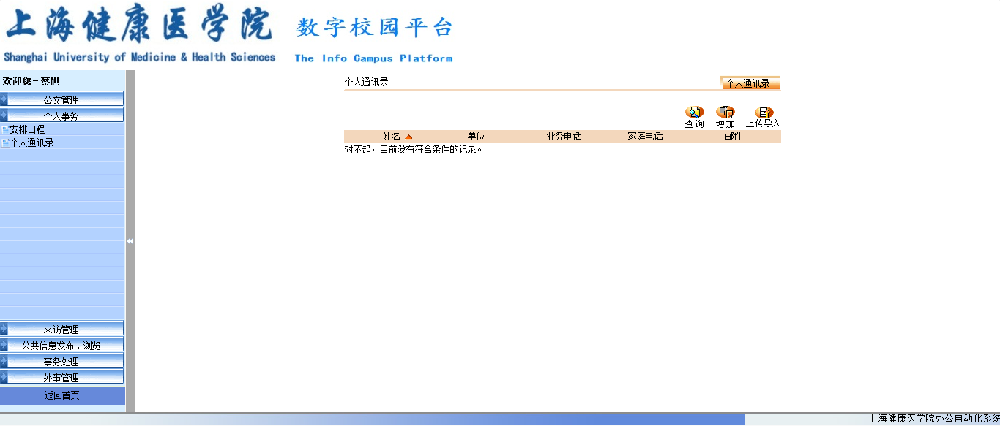 上海健康医学院 数字校园平台
Shanghai University of Medicine & Health Sciences The Info Campus Platform
欢迎您－蔡旭
公文管理
个人事务
安排日程
个人通讯录
来访管理
公共信息发布、浏览
事务处理
外事管理
返回首页
个人通讯录 个人通讯录
查询 增加 上传导入
姓名 单位 业务电话 家庭电话 邮件
对不起，目前没有符合条件的记录。
上海健康医学院办公自动化系统